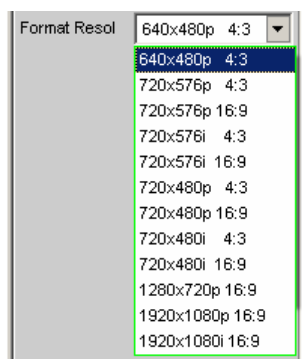 Format Resol 640x480p 4:3
640x480p 4:3
720x576p 4:3
720x576p 16:9
720x576i 4:3
720x576i 16:9
720x480p 4:3
720x480p 16:9
720x480i 4:3
720x480i 16:9
1280x720p 16:9
1920x1080p 16:9
1920x1080i 16:9